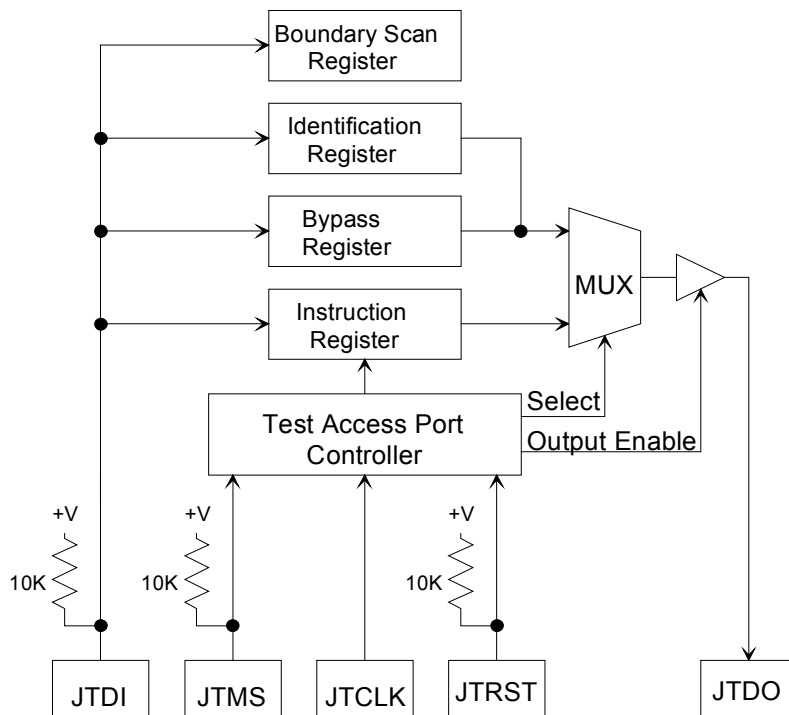 Boundary Scan
Register
Identification
Register
Bypass
Register
MUX
Instruction
Register
Select
Test Access Port
Controller
Output Enable
+V
+V
+V
10K
10K
10K
JTDI
JTMS
JTCLK
JTRST
JTDO